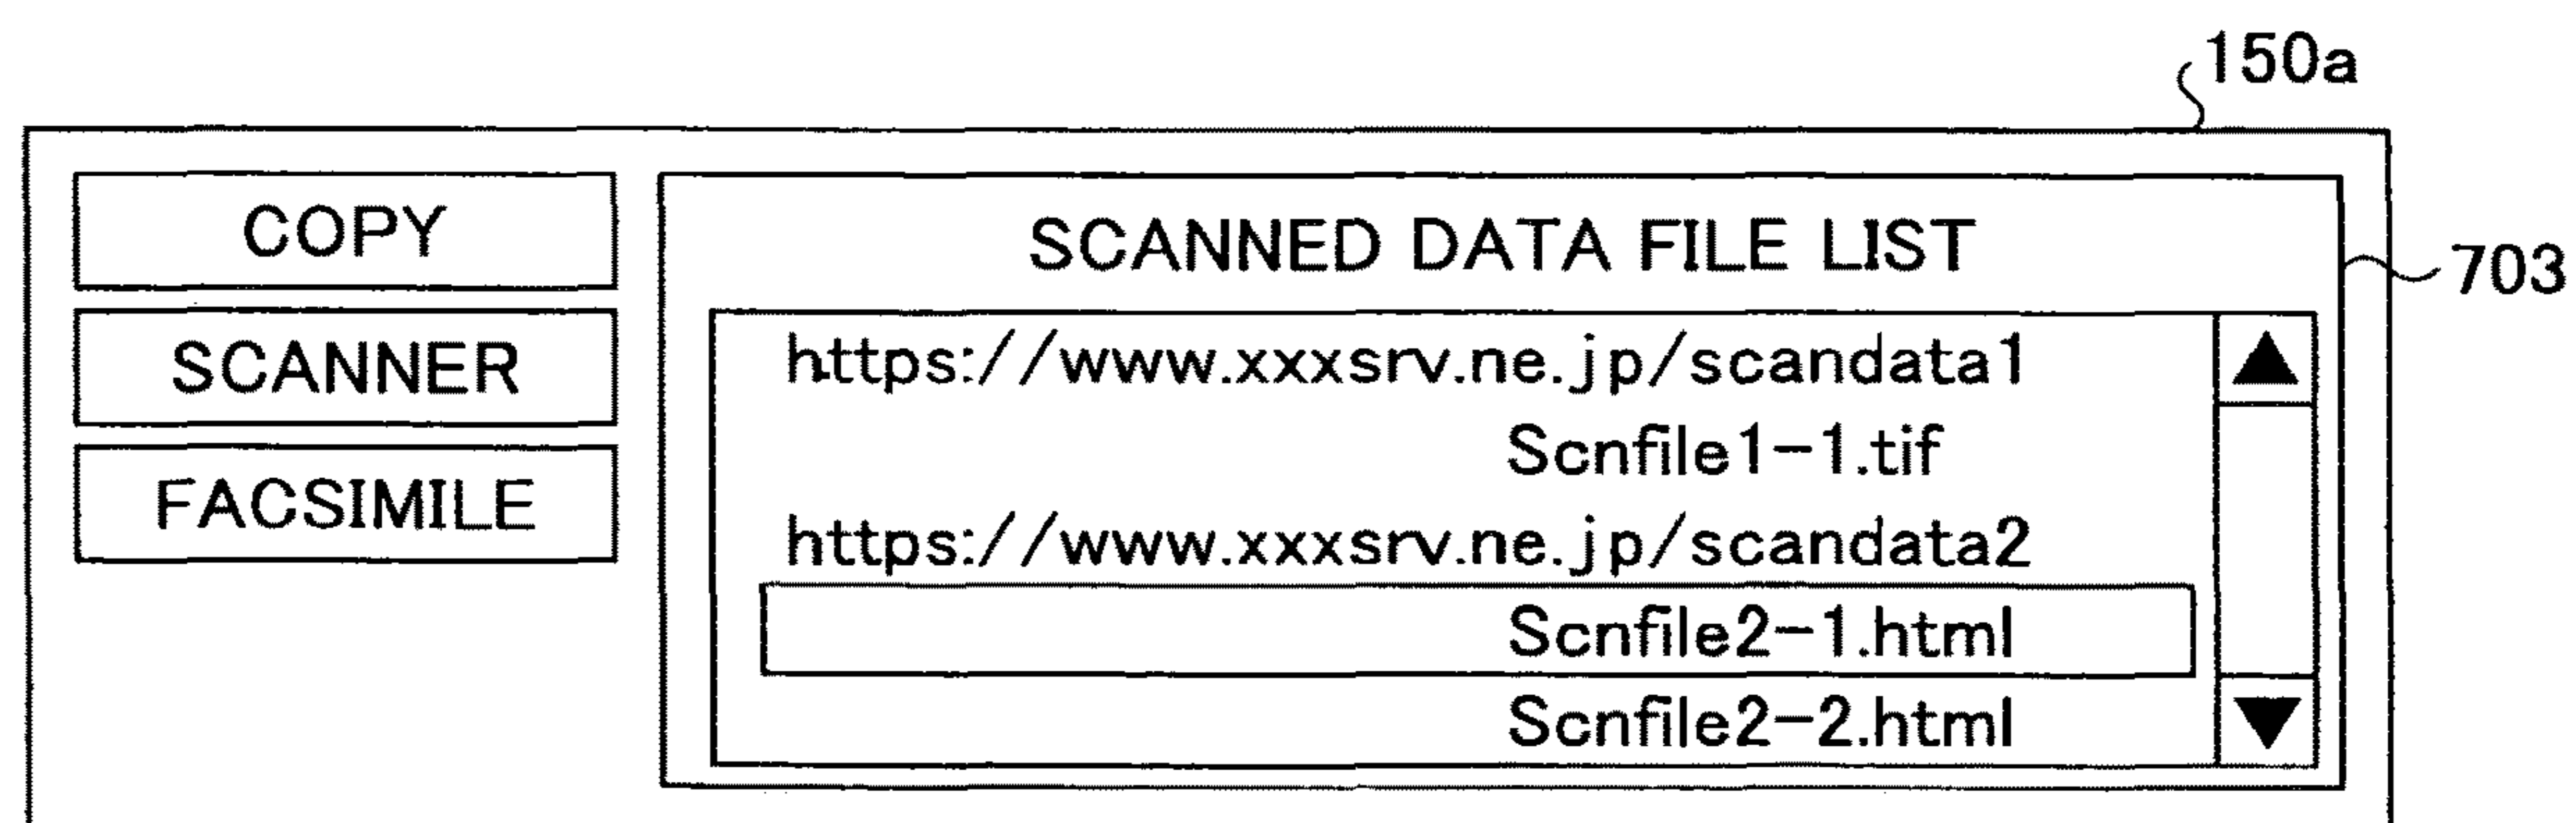 150a
COPY
SCANNER
FACSIMILE
SCANNED DATA FILE LIST
703
https://www.xxxsrv.ne.jp/scandata1
Scnfile1-1.tif
https://www.xxxsrv.ne.jp/scandata2
Scnfile2-1.html
Scnfile2-2.html